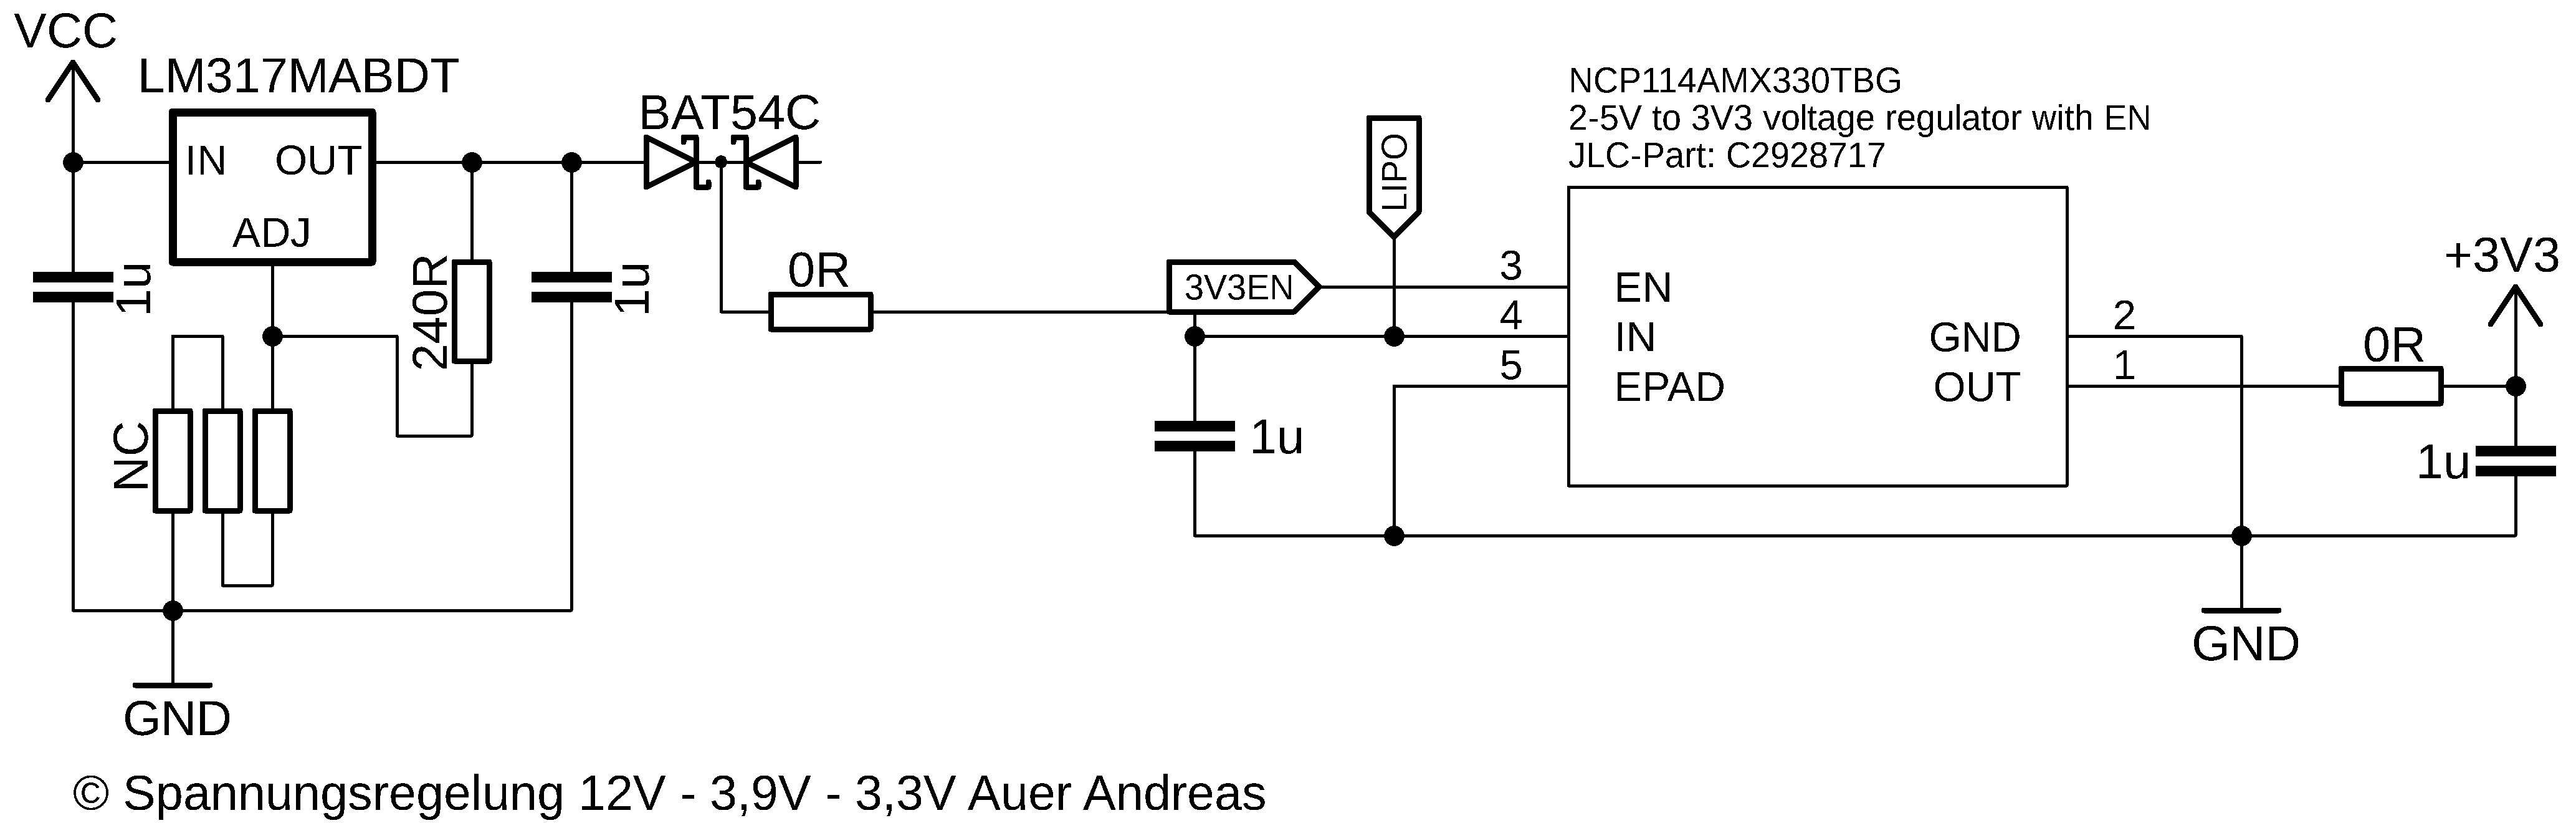 VCC
LM317MABDT
IN OUT
ADJ
1u
240R
1u
NC
GND
BAT54C
0R
LIPO
3V3EN
NCP114AMX330TBG
2-5V to 3V3 voltage regulator with EN
JLC-Part: C2928717
3
4
5
EN
IN
EPAD
GND
OUT
2
1
1u
0R
+3V3
1u
GND
© Spannungsregelung 12V - 3,9V - 3,3V Auer Andreas